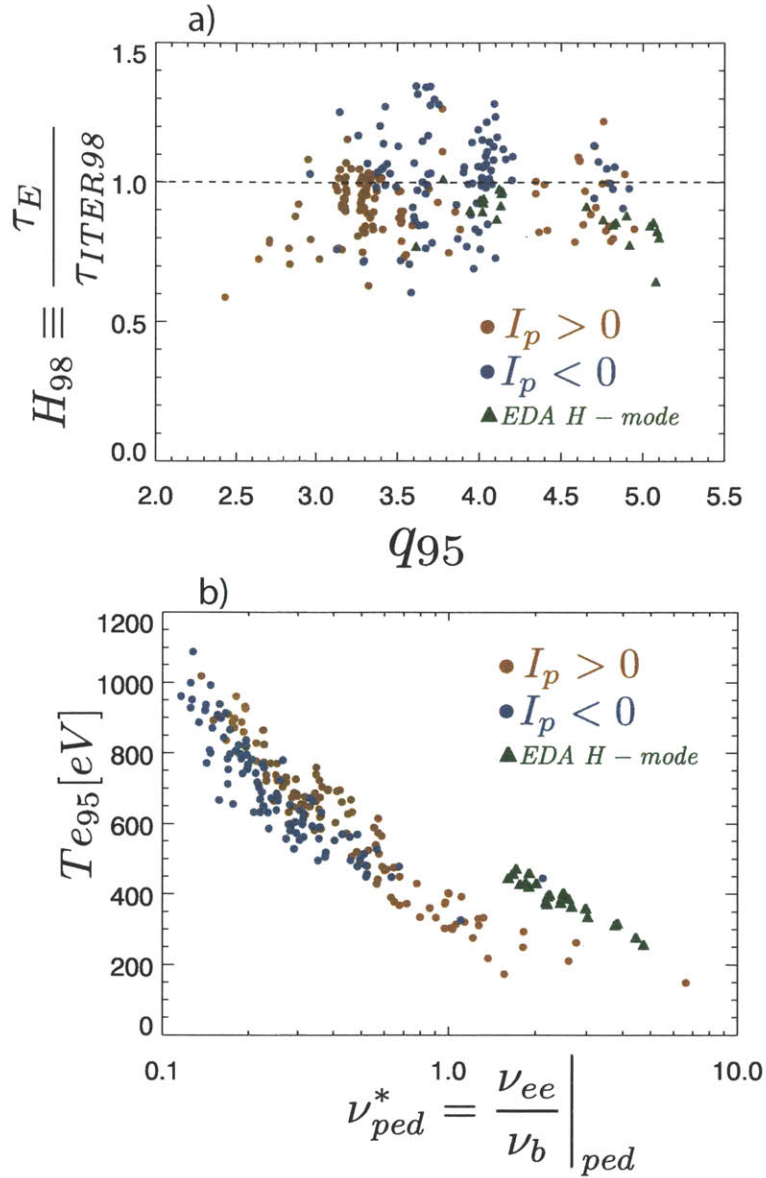 a)
1.5
1.0
0.5
0.0
H98 ≡ τE / τITER98
Ip > 0
Ip < 0
EDA H − mode
2.0 2.5 3.0 3.5 4.0 4.5 5.0 5.5
q95
b)
1200
1000
800
600
400
200
0
Te95[eV]
Ip > 0
Ip < 0
EDA H − mode
0.1 1.0 10.0
ν*ped = νee / νb |ped